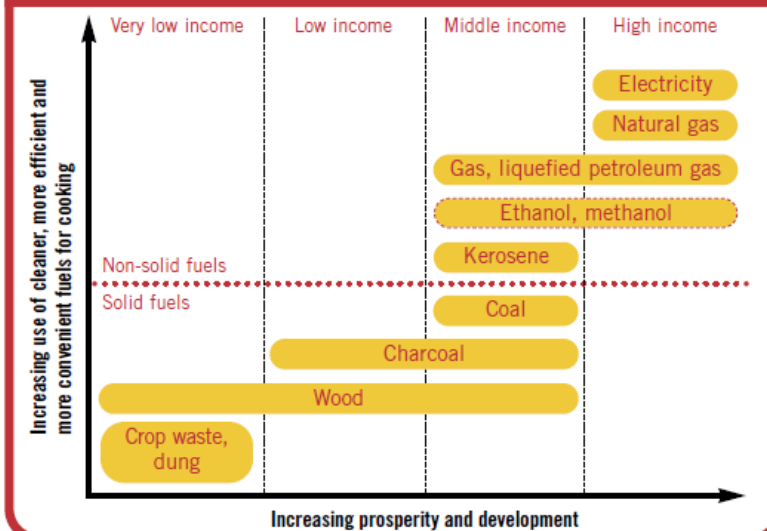 Very low income
Low income
Middle income
High income
Increasing use of cleaner, more efficient and
more convenient fuels for cooking
Electricity
Natural gas
Gas, liquefied petroleum gas
Ethanol, methanol
Kerosene
Non-solid fuels
Solid fuels
Coal
Charcoal
Wood
Crop waste,
dung
Increasing prosperity and development